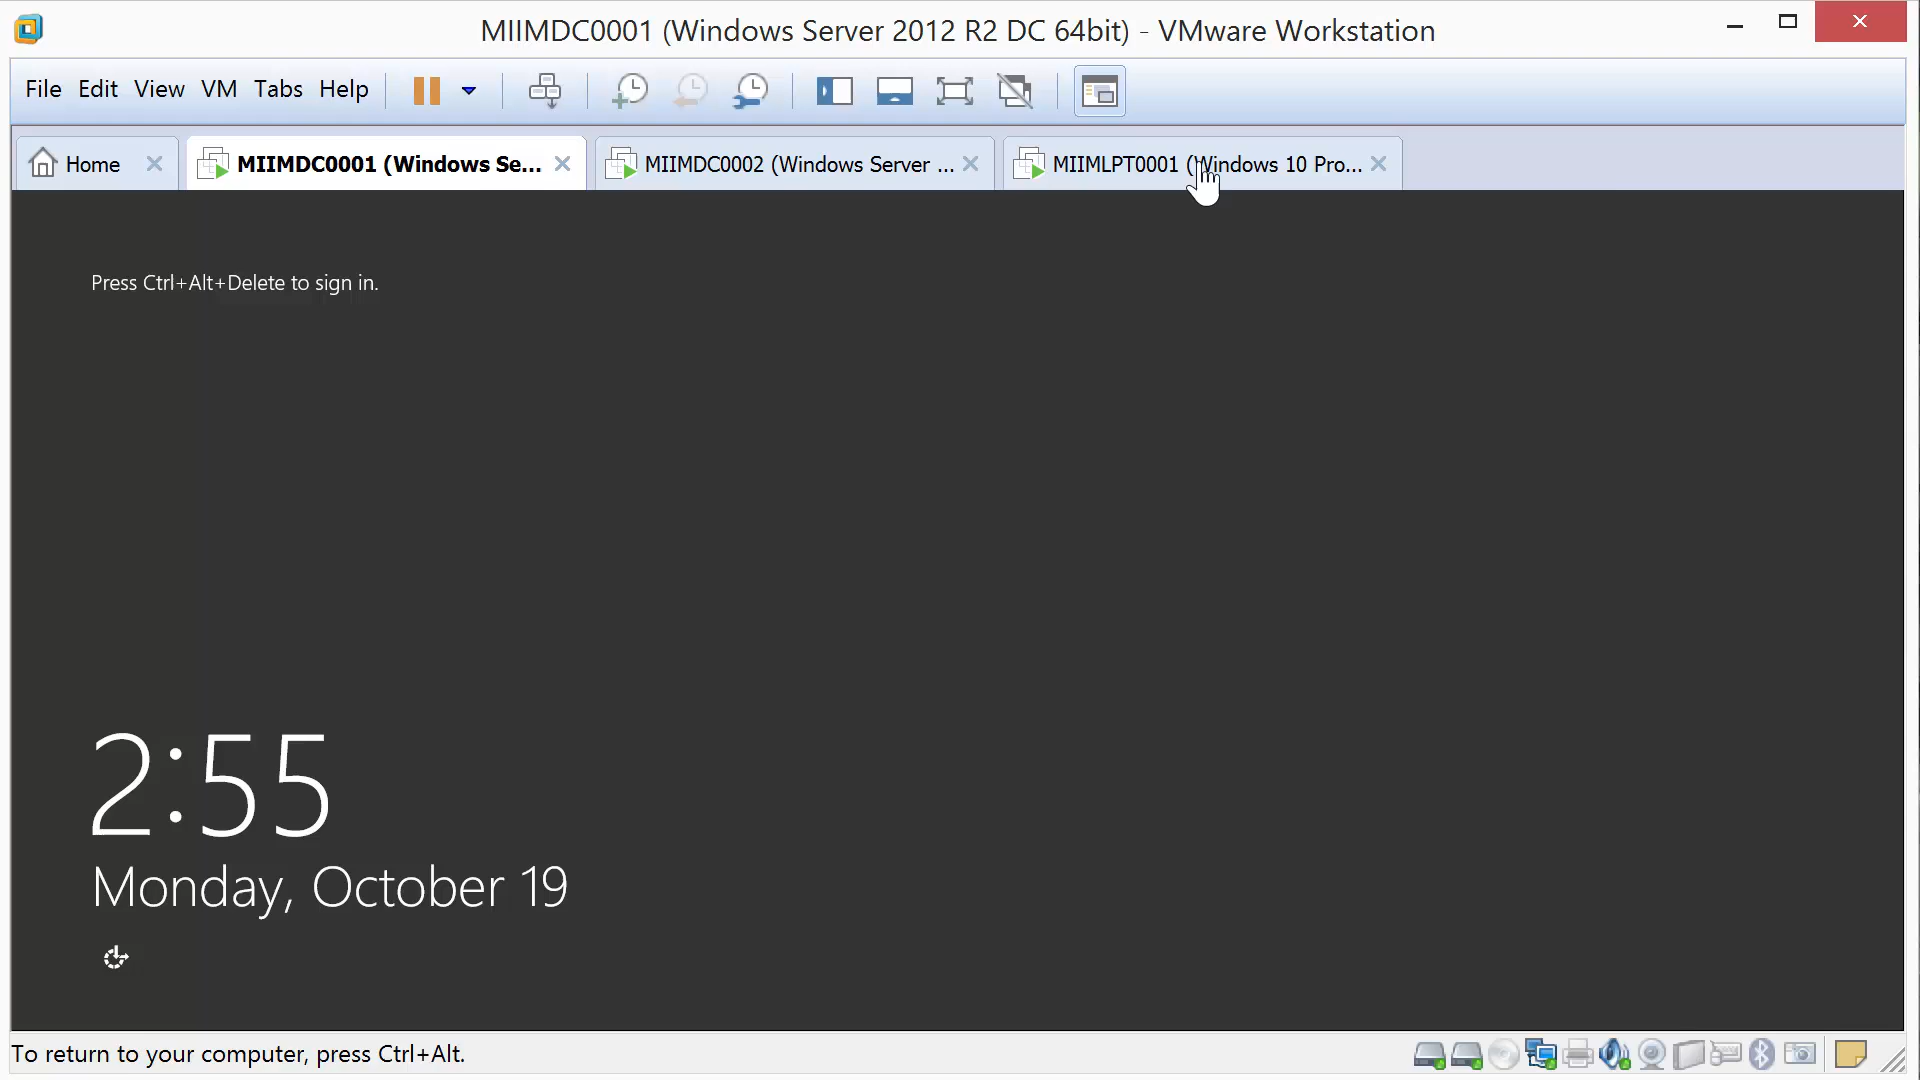 MIIMDC0001 (Windows Server 2012 R2 DC 64bit) - VMware Workstation
File Edit View VM Tabs Help
Home MIIMDC0001 (Windows Se... MIIMDC0002 (Windows Server ... MIIMLPT0001 (Windows 10 Pro...
Press Ctrl+Alt+Delete to sign in.
2:55
Monday, October 19
To return to your computer, press Ctrl+Alt.